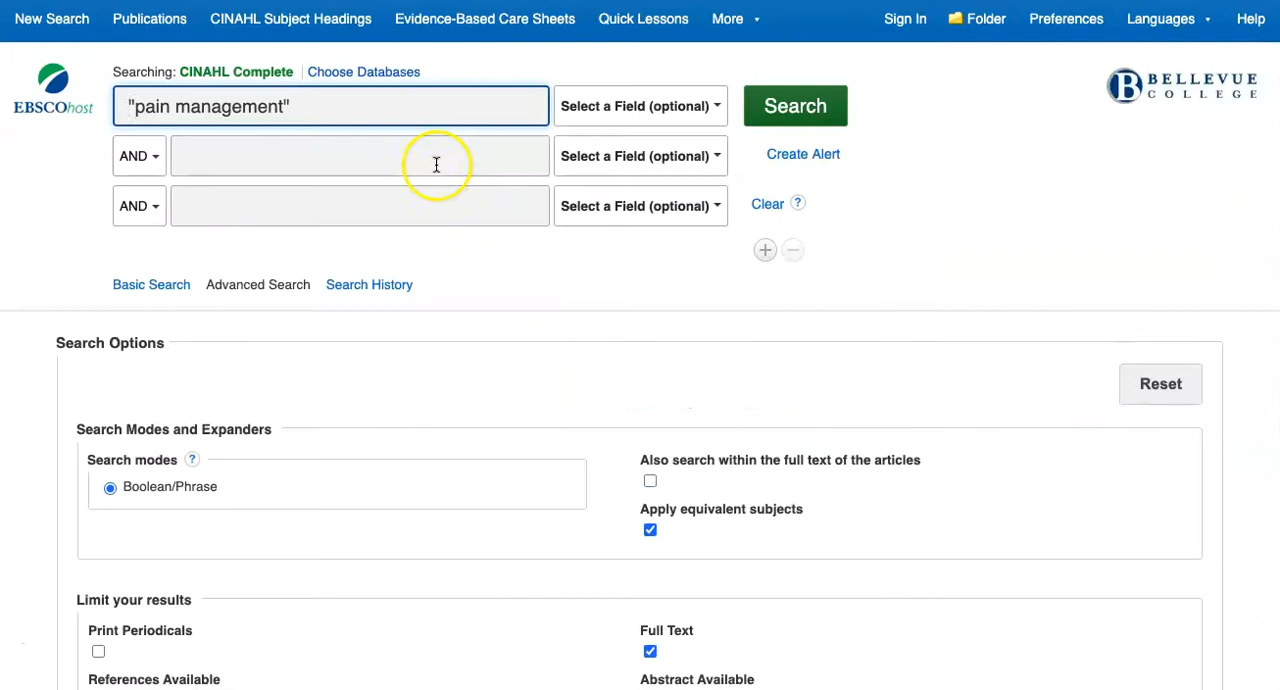 New Search Publications CINAHL Subject Headings Evidence-Based Care Sheets Quick Lessons More Sign In Folder Preferences Languages Help
Searching: CINAHL Complete Choose Databases
EBSCOhost
"pain management" Select a Field (optional) Search
BELLEVUE
COLLEGE
AND Select a Field (optional) Create Alert
AND Select a Field (optional) Clear ?
Basic Search Advanced Search Search History
Search Options
Reset
Search Modes and Expanders
Search modes ? Also search within the full text of the articles
Boolean/Phrase
Apply equivalent subjects
Limit your results
Print Periodicals Full Text
References Available Abstract Available